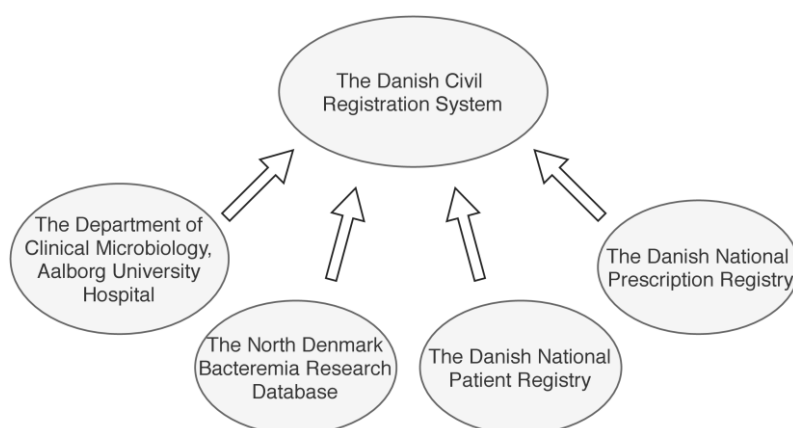 The Danish Civil
Registration System
The Department of
Clinical Microbiology,
Aalborg University
Hospital
The North Denmark
Bacteremia Research
Database
The Danish National
Patient Registry
The Danish National
Prescription Registry